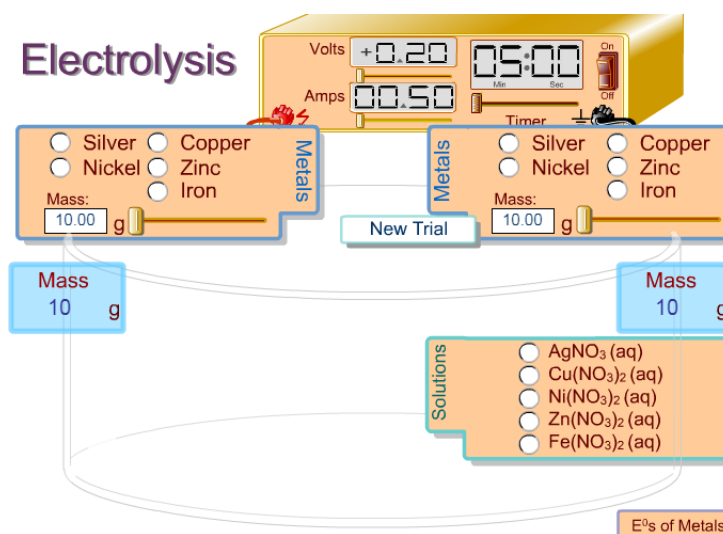 Electrolysis
Volts
+0.20
Amps
00.50
05:00
Min Sec
Timer
On
Off
Silver
Copper
Nickel
Zinc
Iron
Metals
Mass:
10.00 g
Metals
Silver
Copper
Nickel
Zinc
Iron
Mass:
10.00 g
New Trial
Mass
10 g
Mass
10 g
Solutions
AgNO₃ (aq)
Cu(NO₃)₂ (aq)
Ni(NO₃)₂ (aq)
Zn(NO₃)₂ (aq)
Fe(NO₃)₂ (aq)
E⁰s of Metals